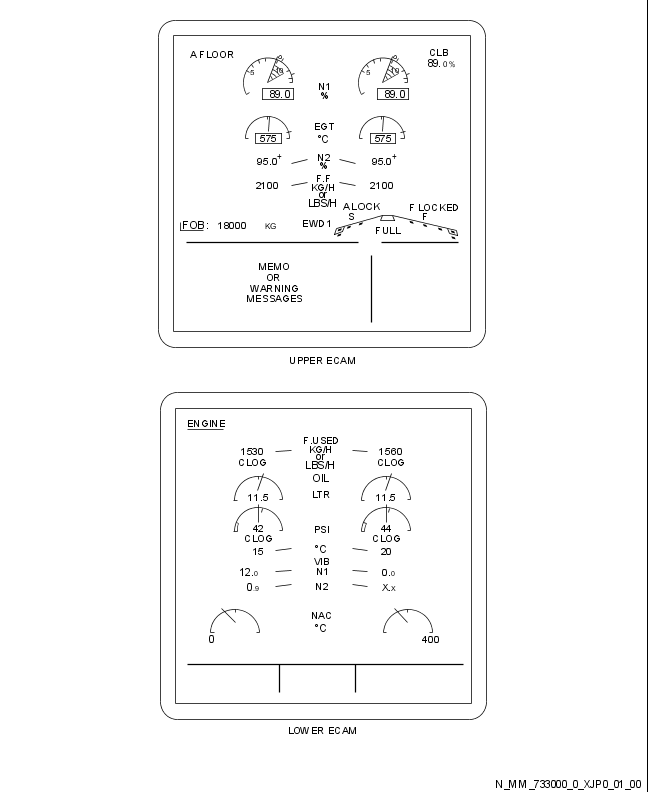 A FLOOR
CLB
89.0%
5 10
5 10
N1
%
89.0 89.0
EGT
°C
575 575
95.0+ N2 95.0+
%
F.F
2100 KG/H 2100
or
LBS/H
A LOCK F LOCKED
S F
FOB: 18000 KG EWD1
FULL
MEMO
OR
WARNING
MESSAGES
UPPER ECAM
ENGINE
F.USED
1530 KG/H 1560
or
CLOG LBS/H CLOG
OIL
11.5 LTR 11.5
42 PSI 44
CLOG CLOG
15 °C 20
VIB
12.0 N1 0.0
0.9 N2 X.X
NAC
°C
0 400
LOWER ECAM
N_MM_733000_0_XJP0_01_00